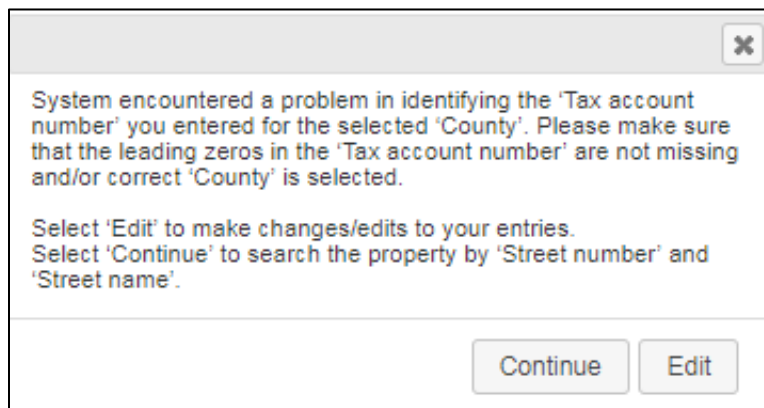 System encountered a problem in identifying the ‘Tax account
number’ you entered for the selected ‘County’. Please make sure
that the leading zeros in the ‘Tax account number’ are not missing
and/or correct ‘County’ is selected.
Select ‘Edit’ to make changes/edits to your entries.
Select ‘Continue’ to search the property by ‘Street number’ and
‘Street name’.
Continue
Edit